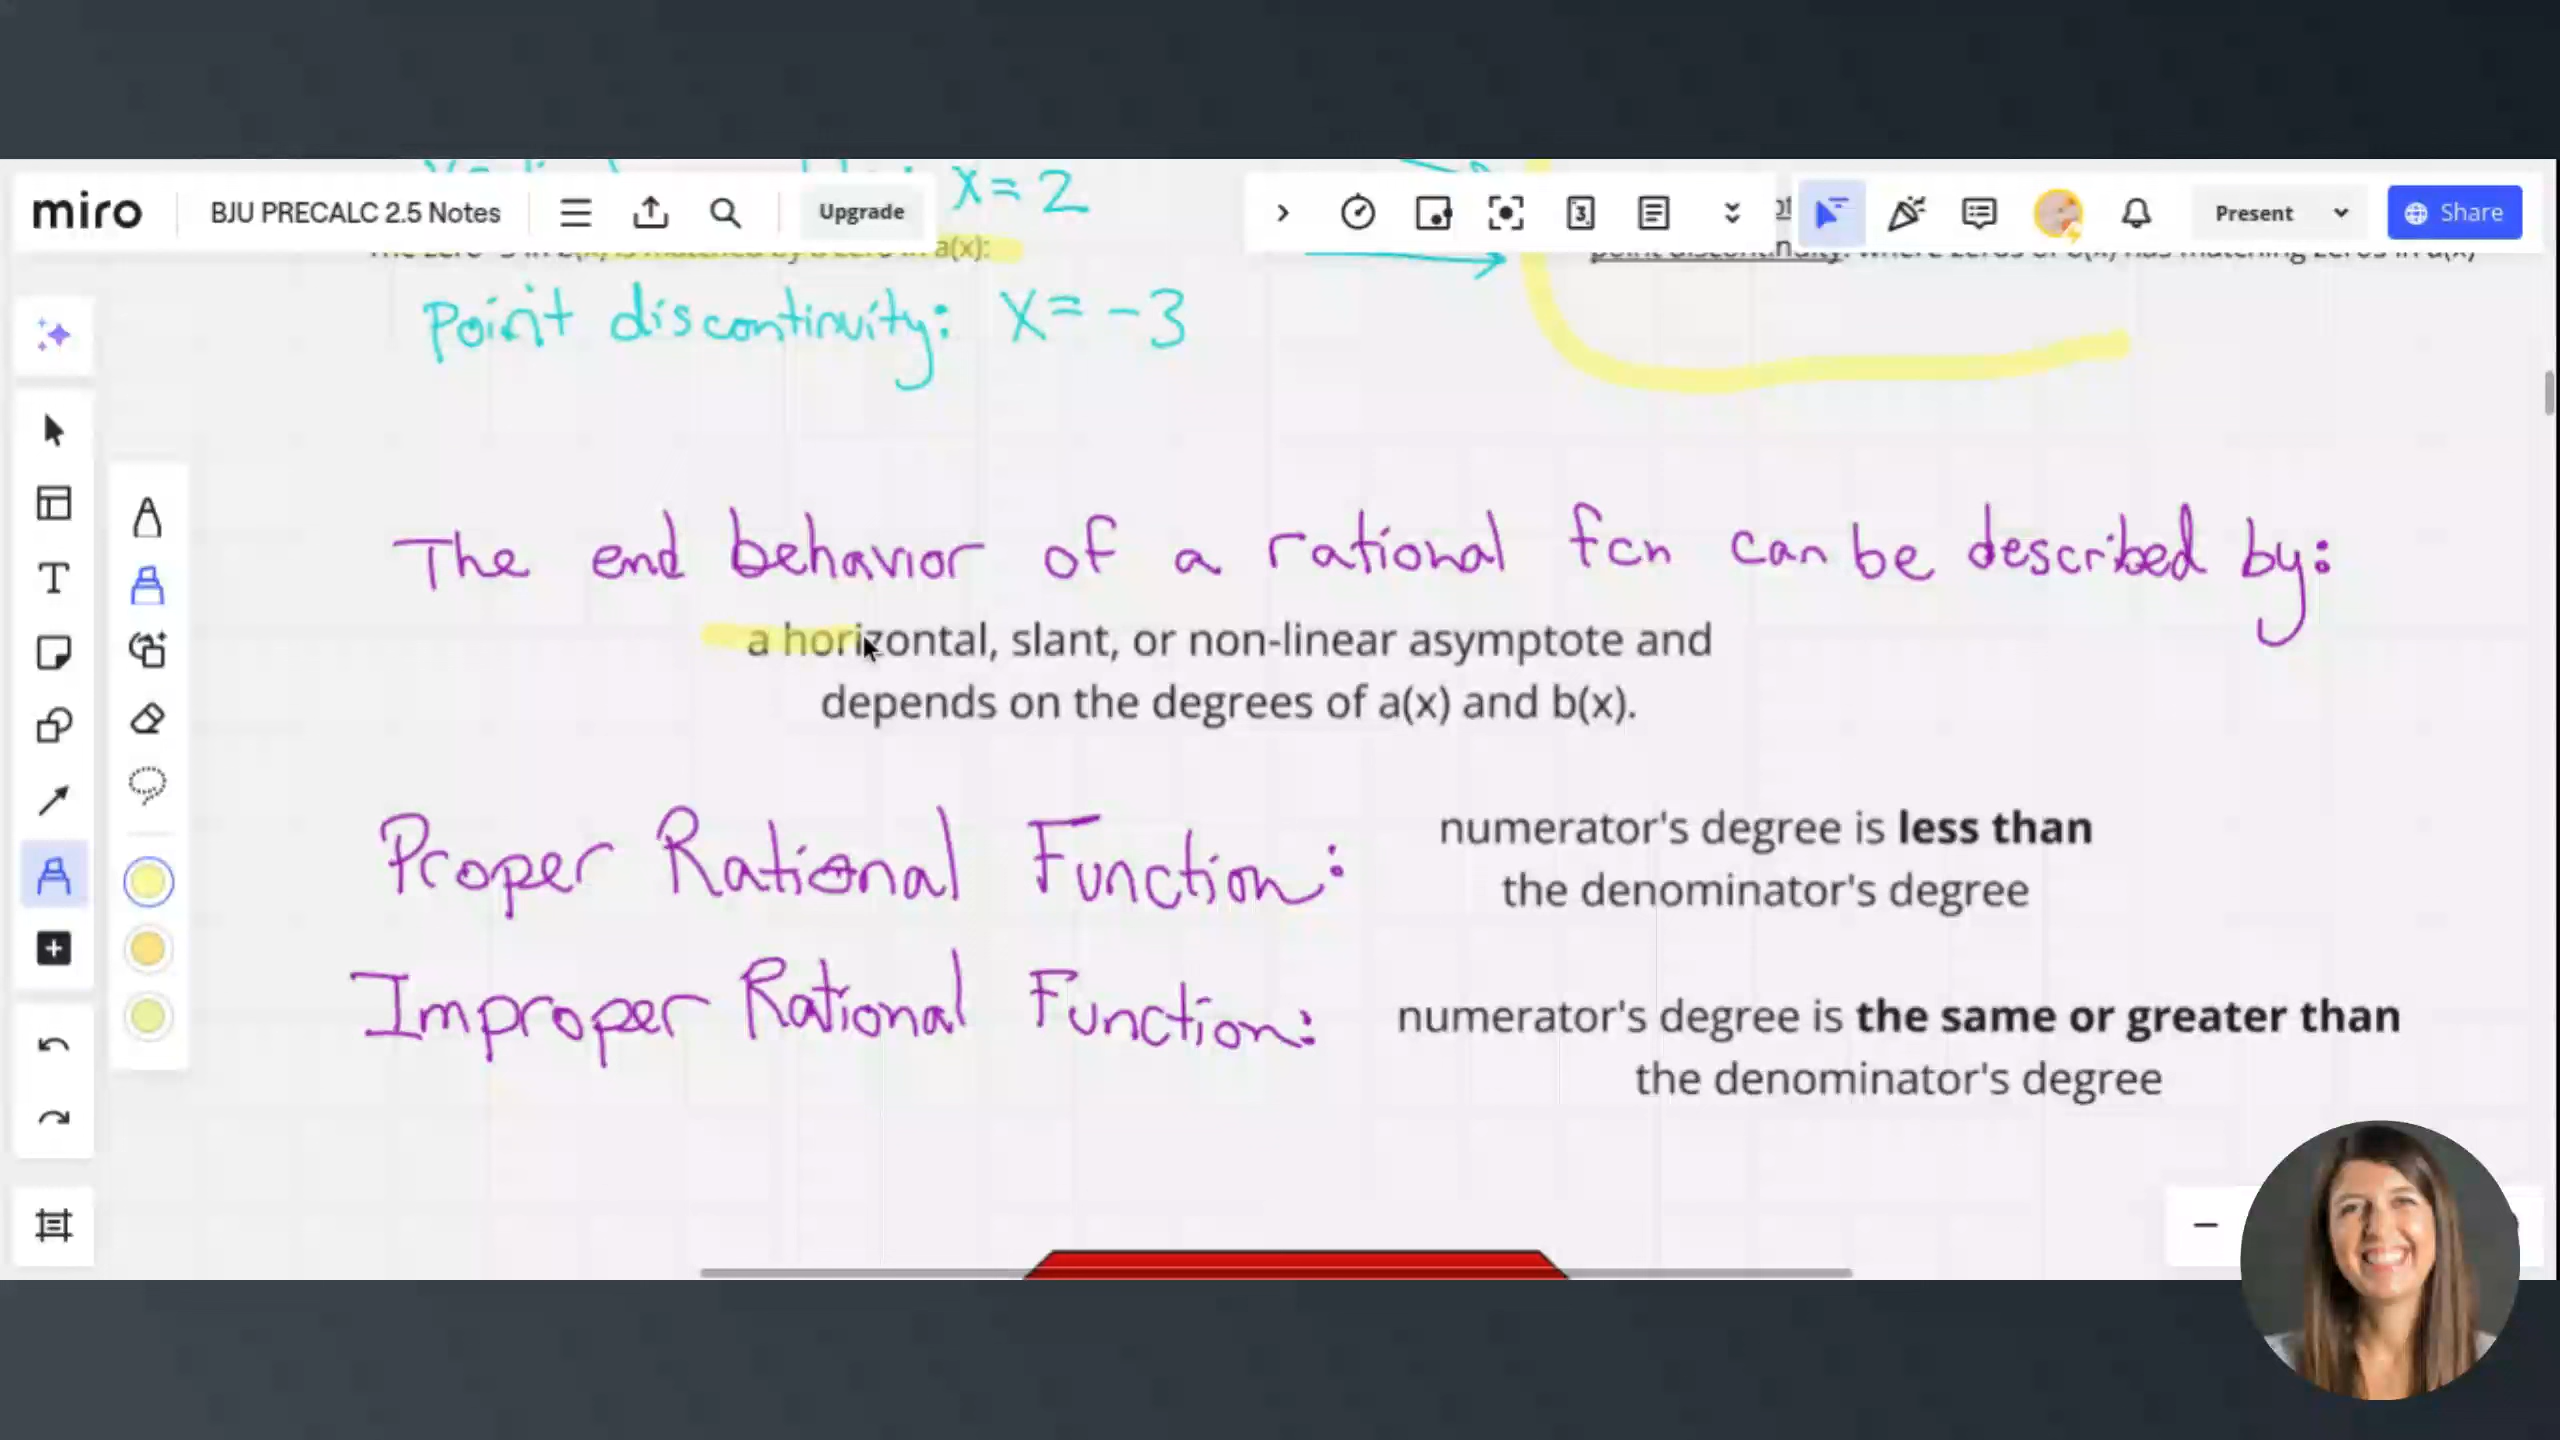 x = 2
miro BJU PRECALC 2.5 Notes Upgrade Present Share
a(x):
Point discontinuity: x = -3
The end behavior of a rational fcn can be described by:
a horizontal, slant, or non-linear asymptote and
depends on the degrees of a(x) and b(x).
Proper Rational Function:
numerator's degree is less than
the denominator's degree
Improper Rational Function:
numerator's degree is the same or greater than
the denominator's degree